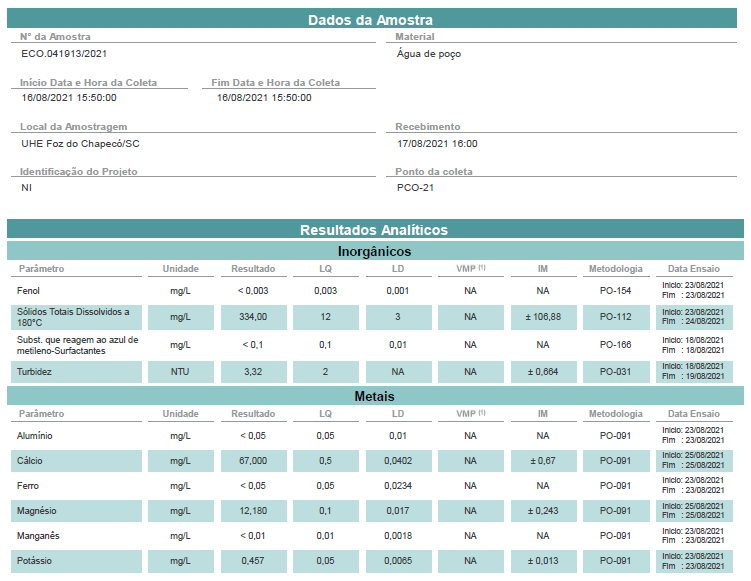 Dados da Amostra
Nº da Amostra Material
ECO.041913/2021 Água de poço
Início Data e Hora da Coleta Fim Data e Hora da Coleta
16/08/2021 15:50:00 16/08/2021 15:50:00
Local da Amostragem Recebimento
UHE Foz do Chapecó/SC 17/08/2021 16:00
Identificação do Projeto Ponto da coleta
NI PCO-21
Resultados Analíticos
Inorgânicos
Parâmetro Unidade Resultado LQ LD VMP (1) IM Metodologia Data Ensaio
Fenol mg/L < 0,003 0,003 0,001 NA NA PO-154 Início: 23/08/2021
Fim : 23/08/2021
Sólidos Totais Dissolvidos a
180°C mg/L 334,00 12 3 NA ± 106,88 PO-112 Início: 23/08/2021
Fim : 24/08/2021
Subst. que reagem ao azul de
metileno-Surfactantes mg/L < 0,1 0,1 0,01 NA NA PO-166 Início: 18/08/2021
Fim : 18/08/2021
Turbidez NTU 3,32 2 NA NA ± 0,664 PO-031 Início: 18/08/2021
Fim : 19/08/2021
Metais
Parâmetro Unidade Resultado LQ LD VMP (1) IM Metodologia Data Ensaio
Alumínio mg/L < 0,05 0,05 0,01 NA NA PO-091 Início: 23/08/2021
Fim : 23/08/2021
Cálcio mg/L 67,000 0,5 0,0402 NA ± 0,67 PO-091 Início: 25/08/2021
Fim : 25/08/2021
Ferro mg/L < 0,05 0,05 0,0234 NA NA PO-091 Início: 23/08/2021
Fim : 23/08/2021
Magnésio mg/L 12,180 0,1 0,017 NA ± 0,243 PO-091 Início: 25/08/2021
Fim : 25/08/2021
Manganês mg/L < 0,01 0,01 0,0018 NA NA PO-091 Início: 23/08/2021
Fim : 23/08/2021
Potássio mg/L 0,457 0,05 0,0065 NA ± 0,013 PO-091 Início: 23/08/2021
Fim : 23/08/2021